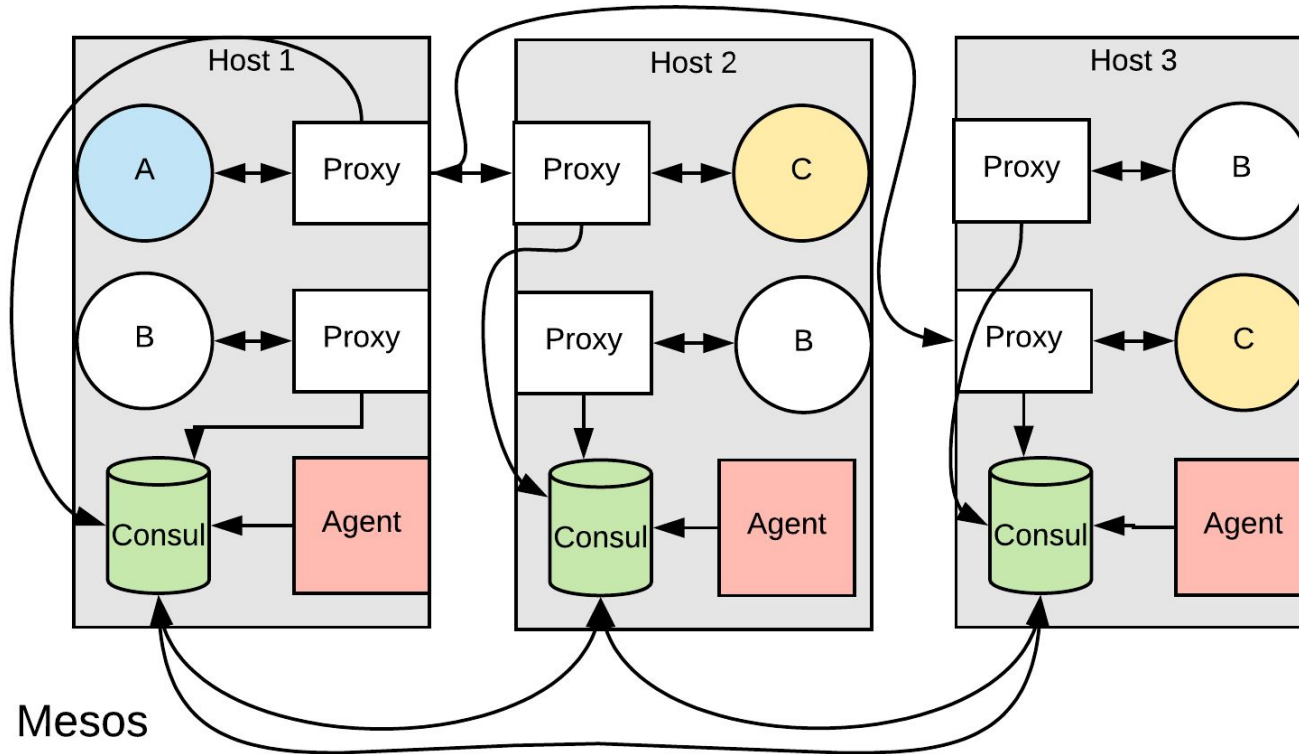 Host 1
A
Proxy
B
Proxy
Consul
Agent
Host 2
Proxy
C
Proxy
B
Consul
Agent
Host 3
Proxy
B
Proxy
C
Consul
Agent
Mesos